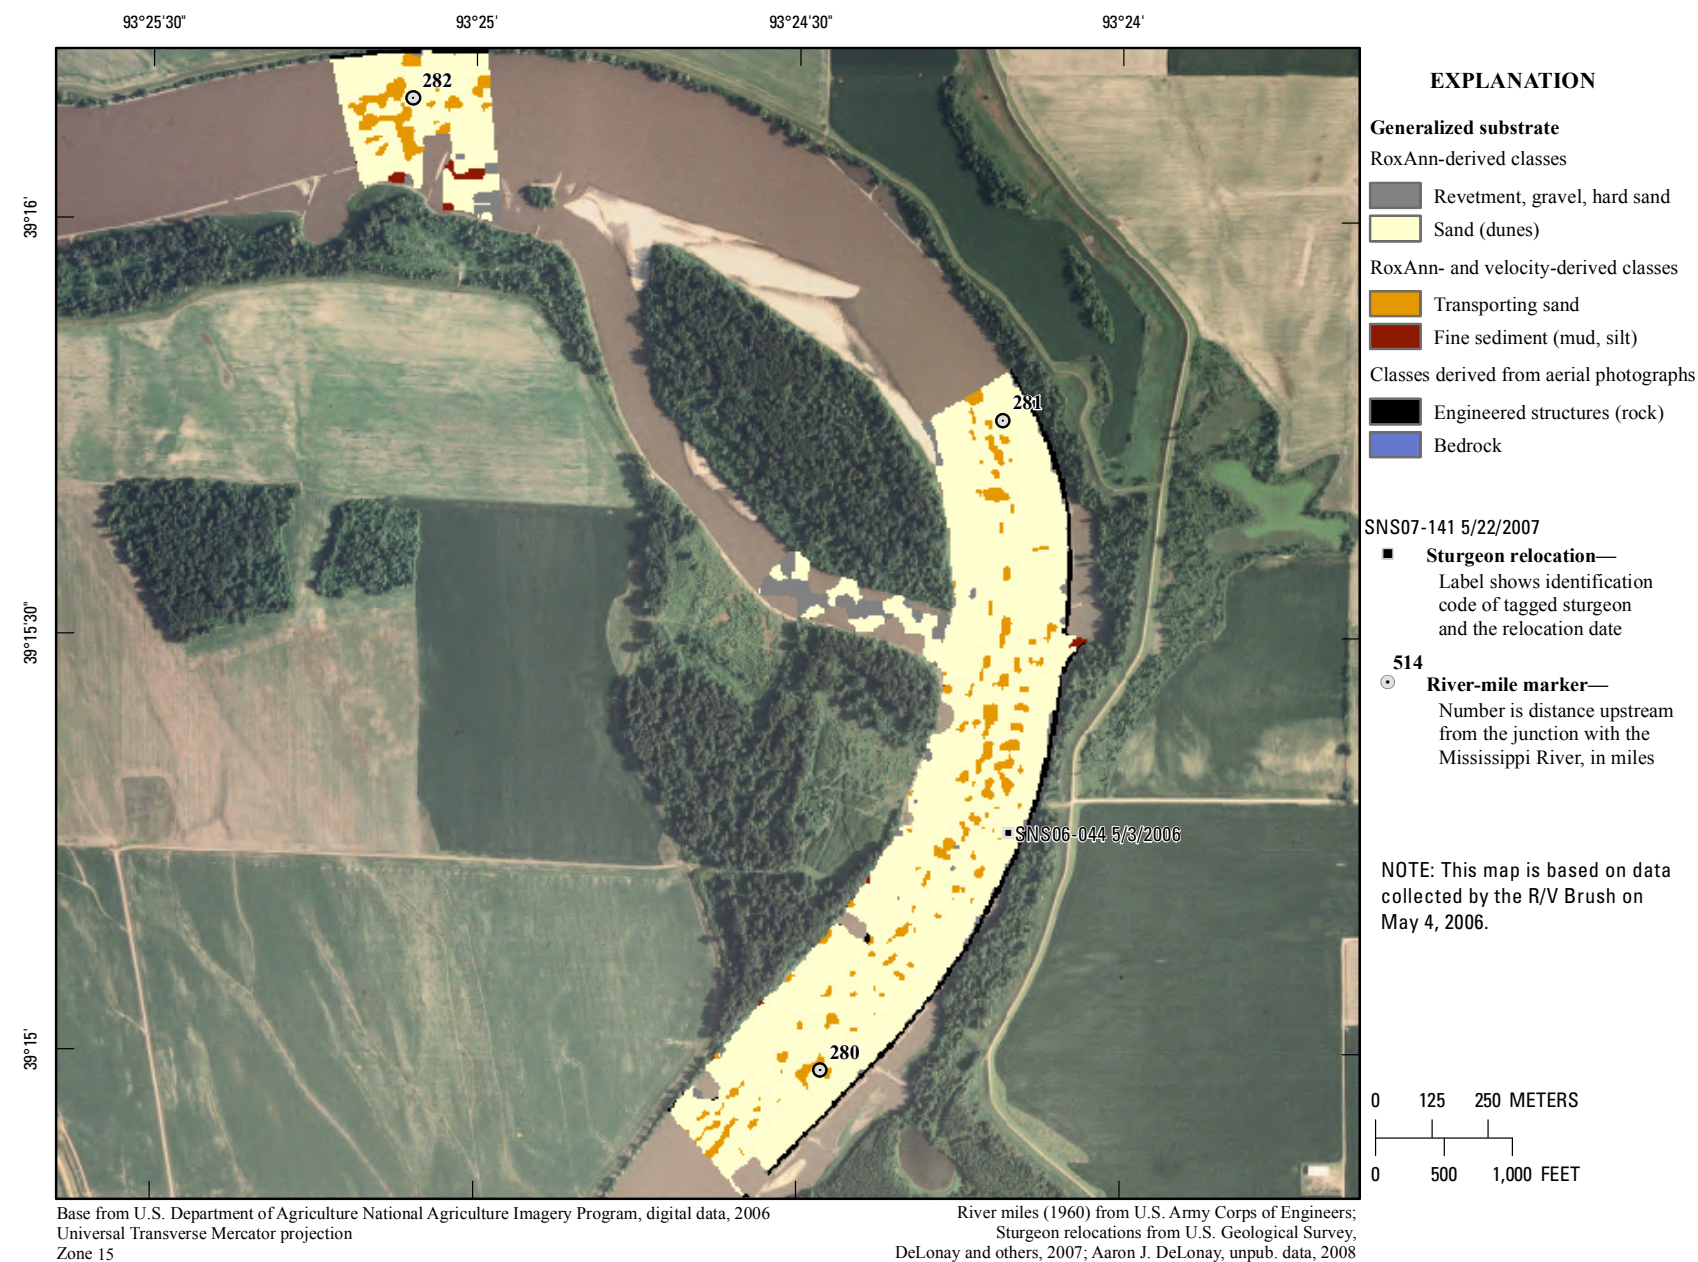 93°25'30"
93°25'
93°24'30"
93°24'
39°16'
39°15'30"
39°15'
282
281
SNS06-044 5/3/2006
280
EXPLANATION
Generalized substrate
RoxAnn-derived classes
Revetment, gravel, hard sand
Sand (dunes)
RoxAnn- and velocity-derived classes
Transporting sand
Fine sediment (mud, silt)
Classes derived from aerial photographs
Engineered structures (rock)
Bedrock
SNS07-141 5/22/2007
Sturgeon relocation—
Label shows identification
code of tagged sturgeon
and the relocation date
514
River-mile marker—
Number is distance upstream
from the junction with the
Mississippi River, in miles
NOTE: This map is based on data
collected by the R/V Brush on
May 4, 2006.
0 125 250 METERS
0 500 1,000 FEET
Base from U.S. Department of Agriculture National Agriculture Imagery Program, digital data, 2006
Universal Transverse Mercator projection
Zone 15
River miles (1960) from U.S. Army Corps of Engineers;
Sturgeon relocations from U.S. Geological Survey,
DeLonay and others, 2007; Aaron J. DeLonay, unpub. data, 2008